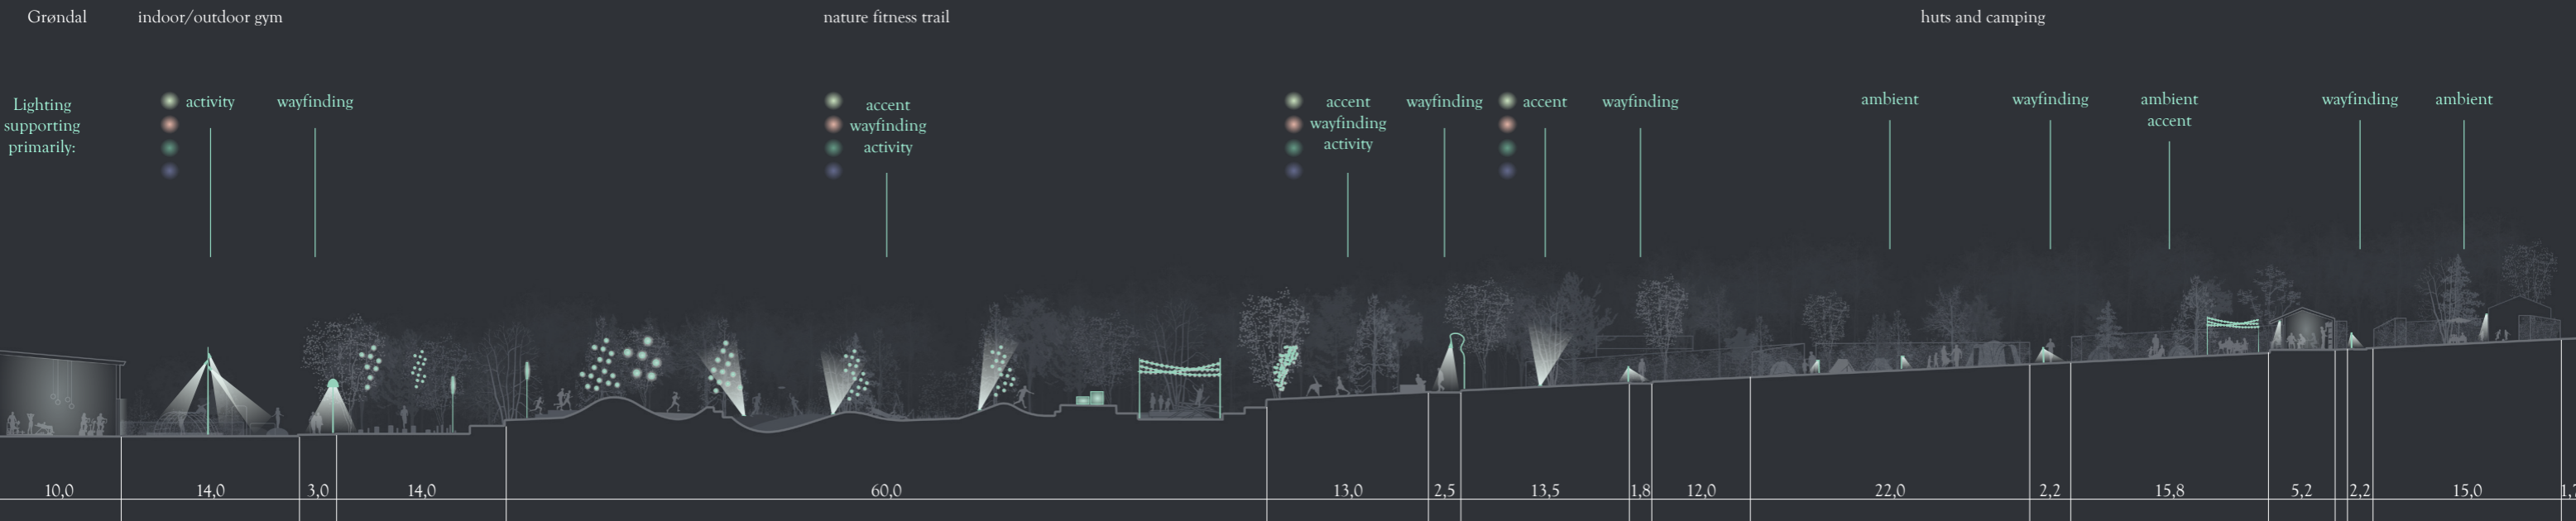 Grøndal
indoor/outdoor gym
nature fitness trail
huts and camping
Lighting
supporting
primarily:
activity
wayfinding
accent
wayfinding
activity
accent
wayfinding
activity
wayfinding
accent
wayfinding
ambient
wayfinding
ambient
accent
wayfinding
ambient
10,0
14,0
3,0
14,0
60,0
13,0
2,5
13,5
1,8
12,0
22,0
2,2
15,8
5,2
2,2
15,0